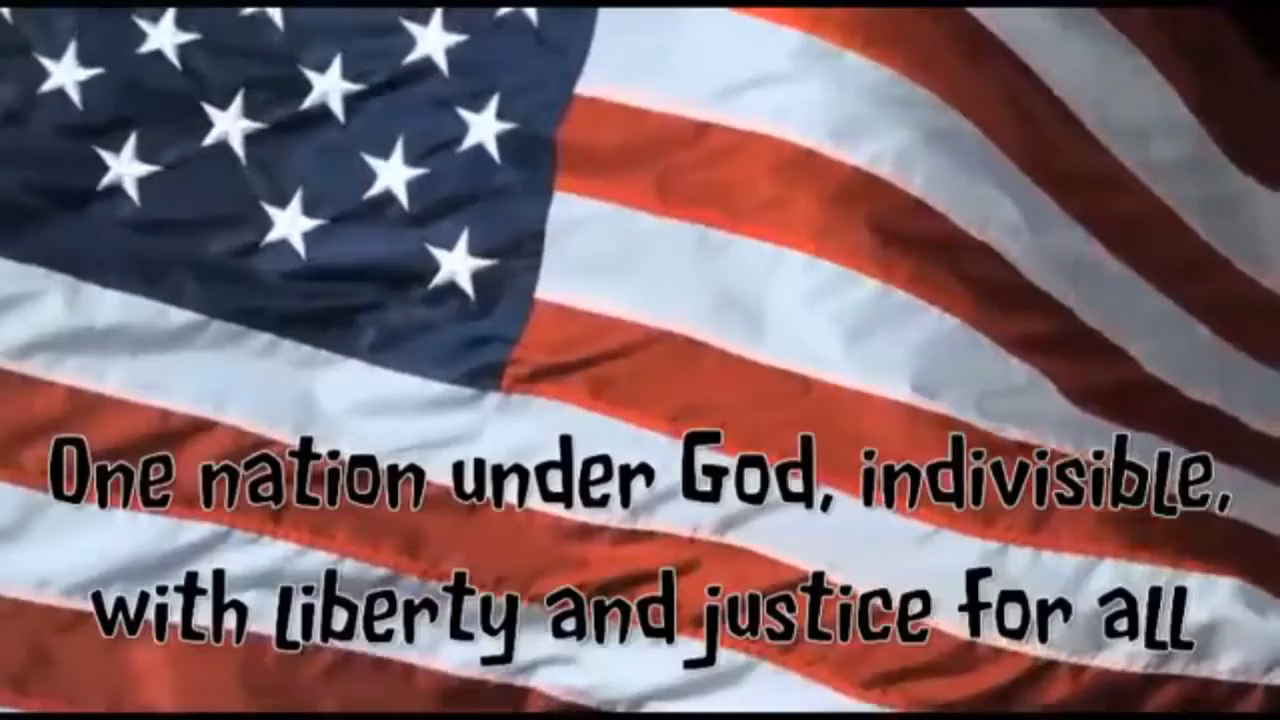 One nation under God, indivisible,
with liberty and justice for all